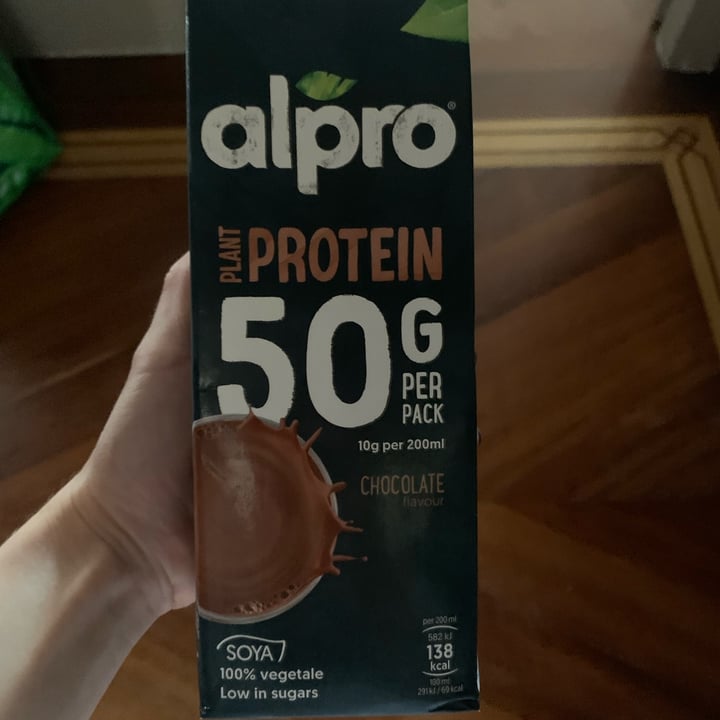 alpro®
PLANT PROTEIN
50G
PER
PACK
10g per 200ml
CHOCOLATE
flavour
SOYA
100% vegetale
Low in sugars
per 200 ml
582 kJ
138
kcal
100 ml:
291 kJ / 69 kcal